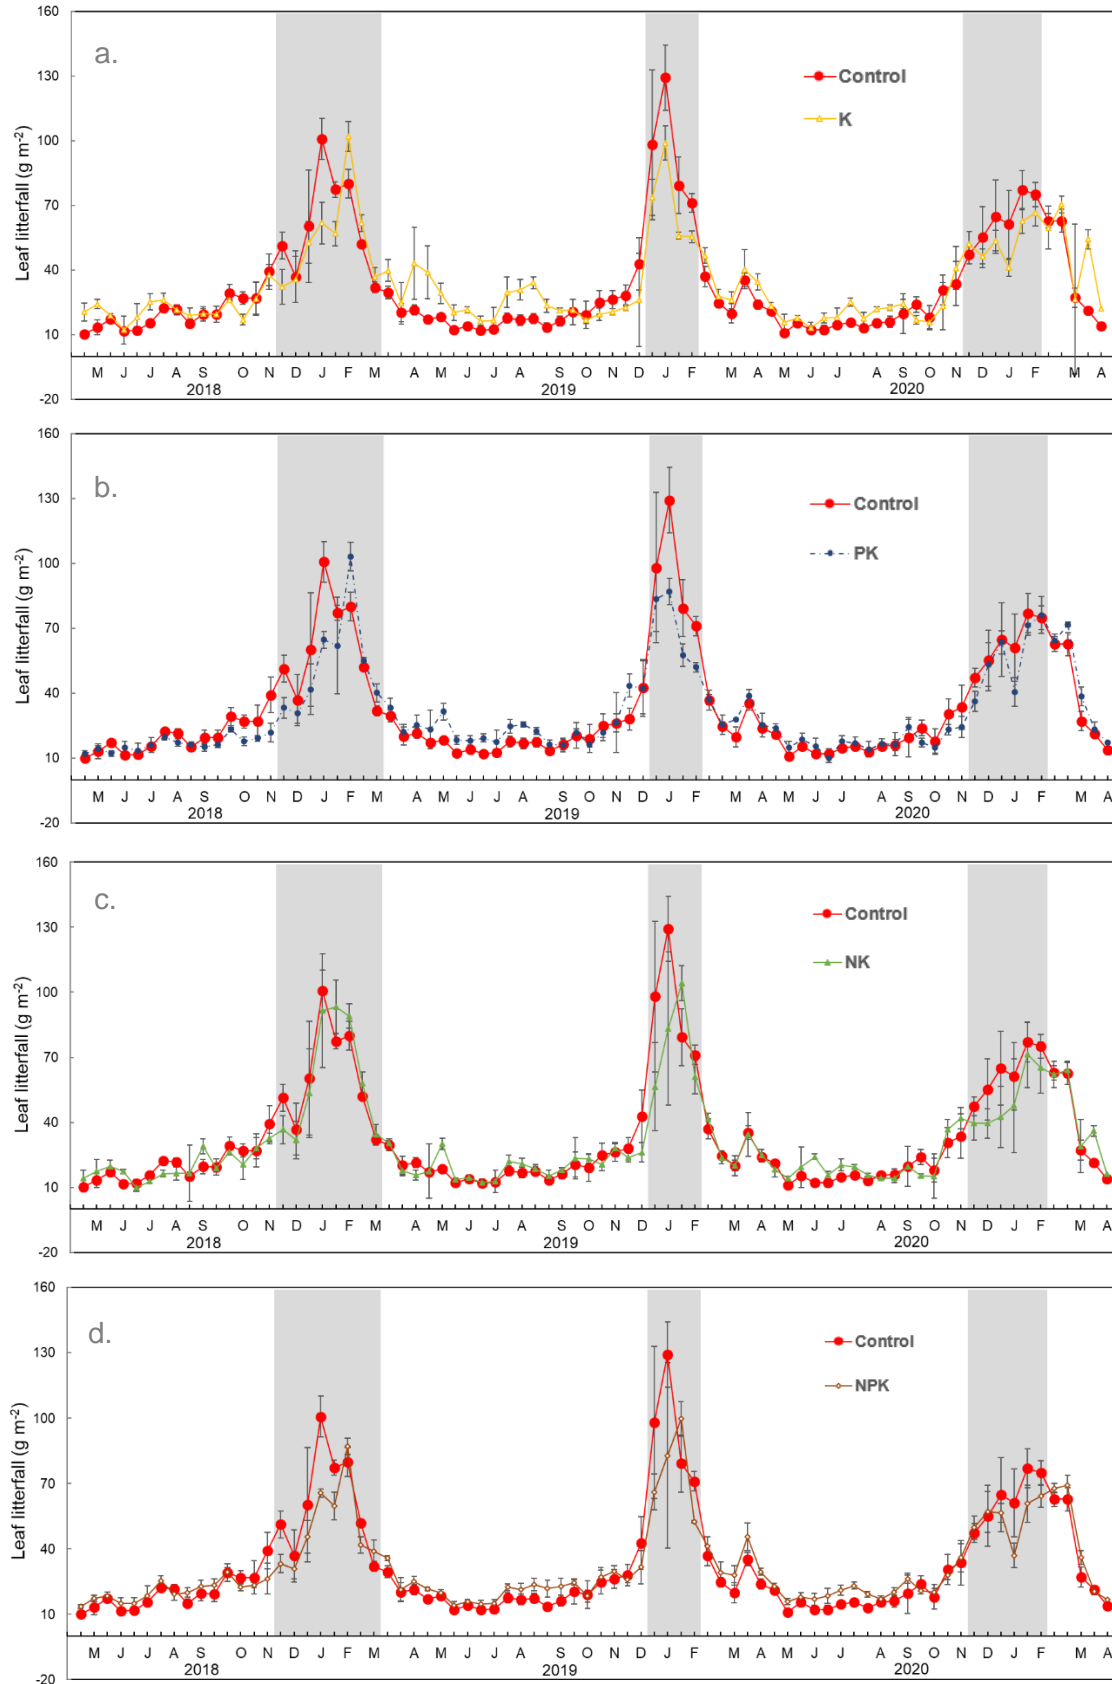 160
a.
130
Control
K
100
Leaf litterfall (g m⁻²)
70
40
10
M J J A S O N D J F M A M J J A S O N D J F M A M J J A S O N D J F M A
2018 2019 2020
-20
160
b.
130
Control
PK
100
Leaf litterfall (g m⁻²)
70
40
10
M J J A S O N D J F M A M J J A S O N D J F M A M J J A S O N D J F M A
2018 2019 2020
-20
160
c.
130
Control
NK
100
Leaf litterfall (g m⁻²)
70
40
10
M J J A S O N D J F M A M J J A S O N D J F M A M J J A S O N D J F M A
2018 2019 2020
-20
160
d.
130
Control
NPK
100
Leaf litterfall (g m⁻²)
70
40
10
M J J A S O N D J F M A M J J A S O N D J F M A M J J A S O N D J F M A
2018 2019 2020
-20